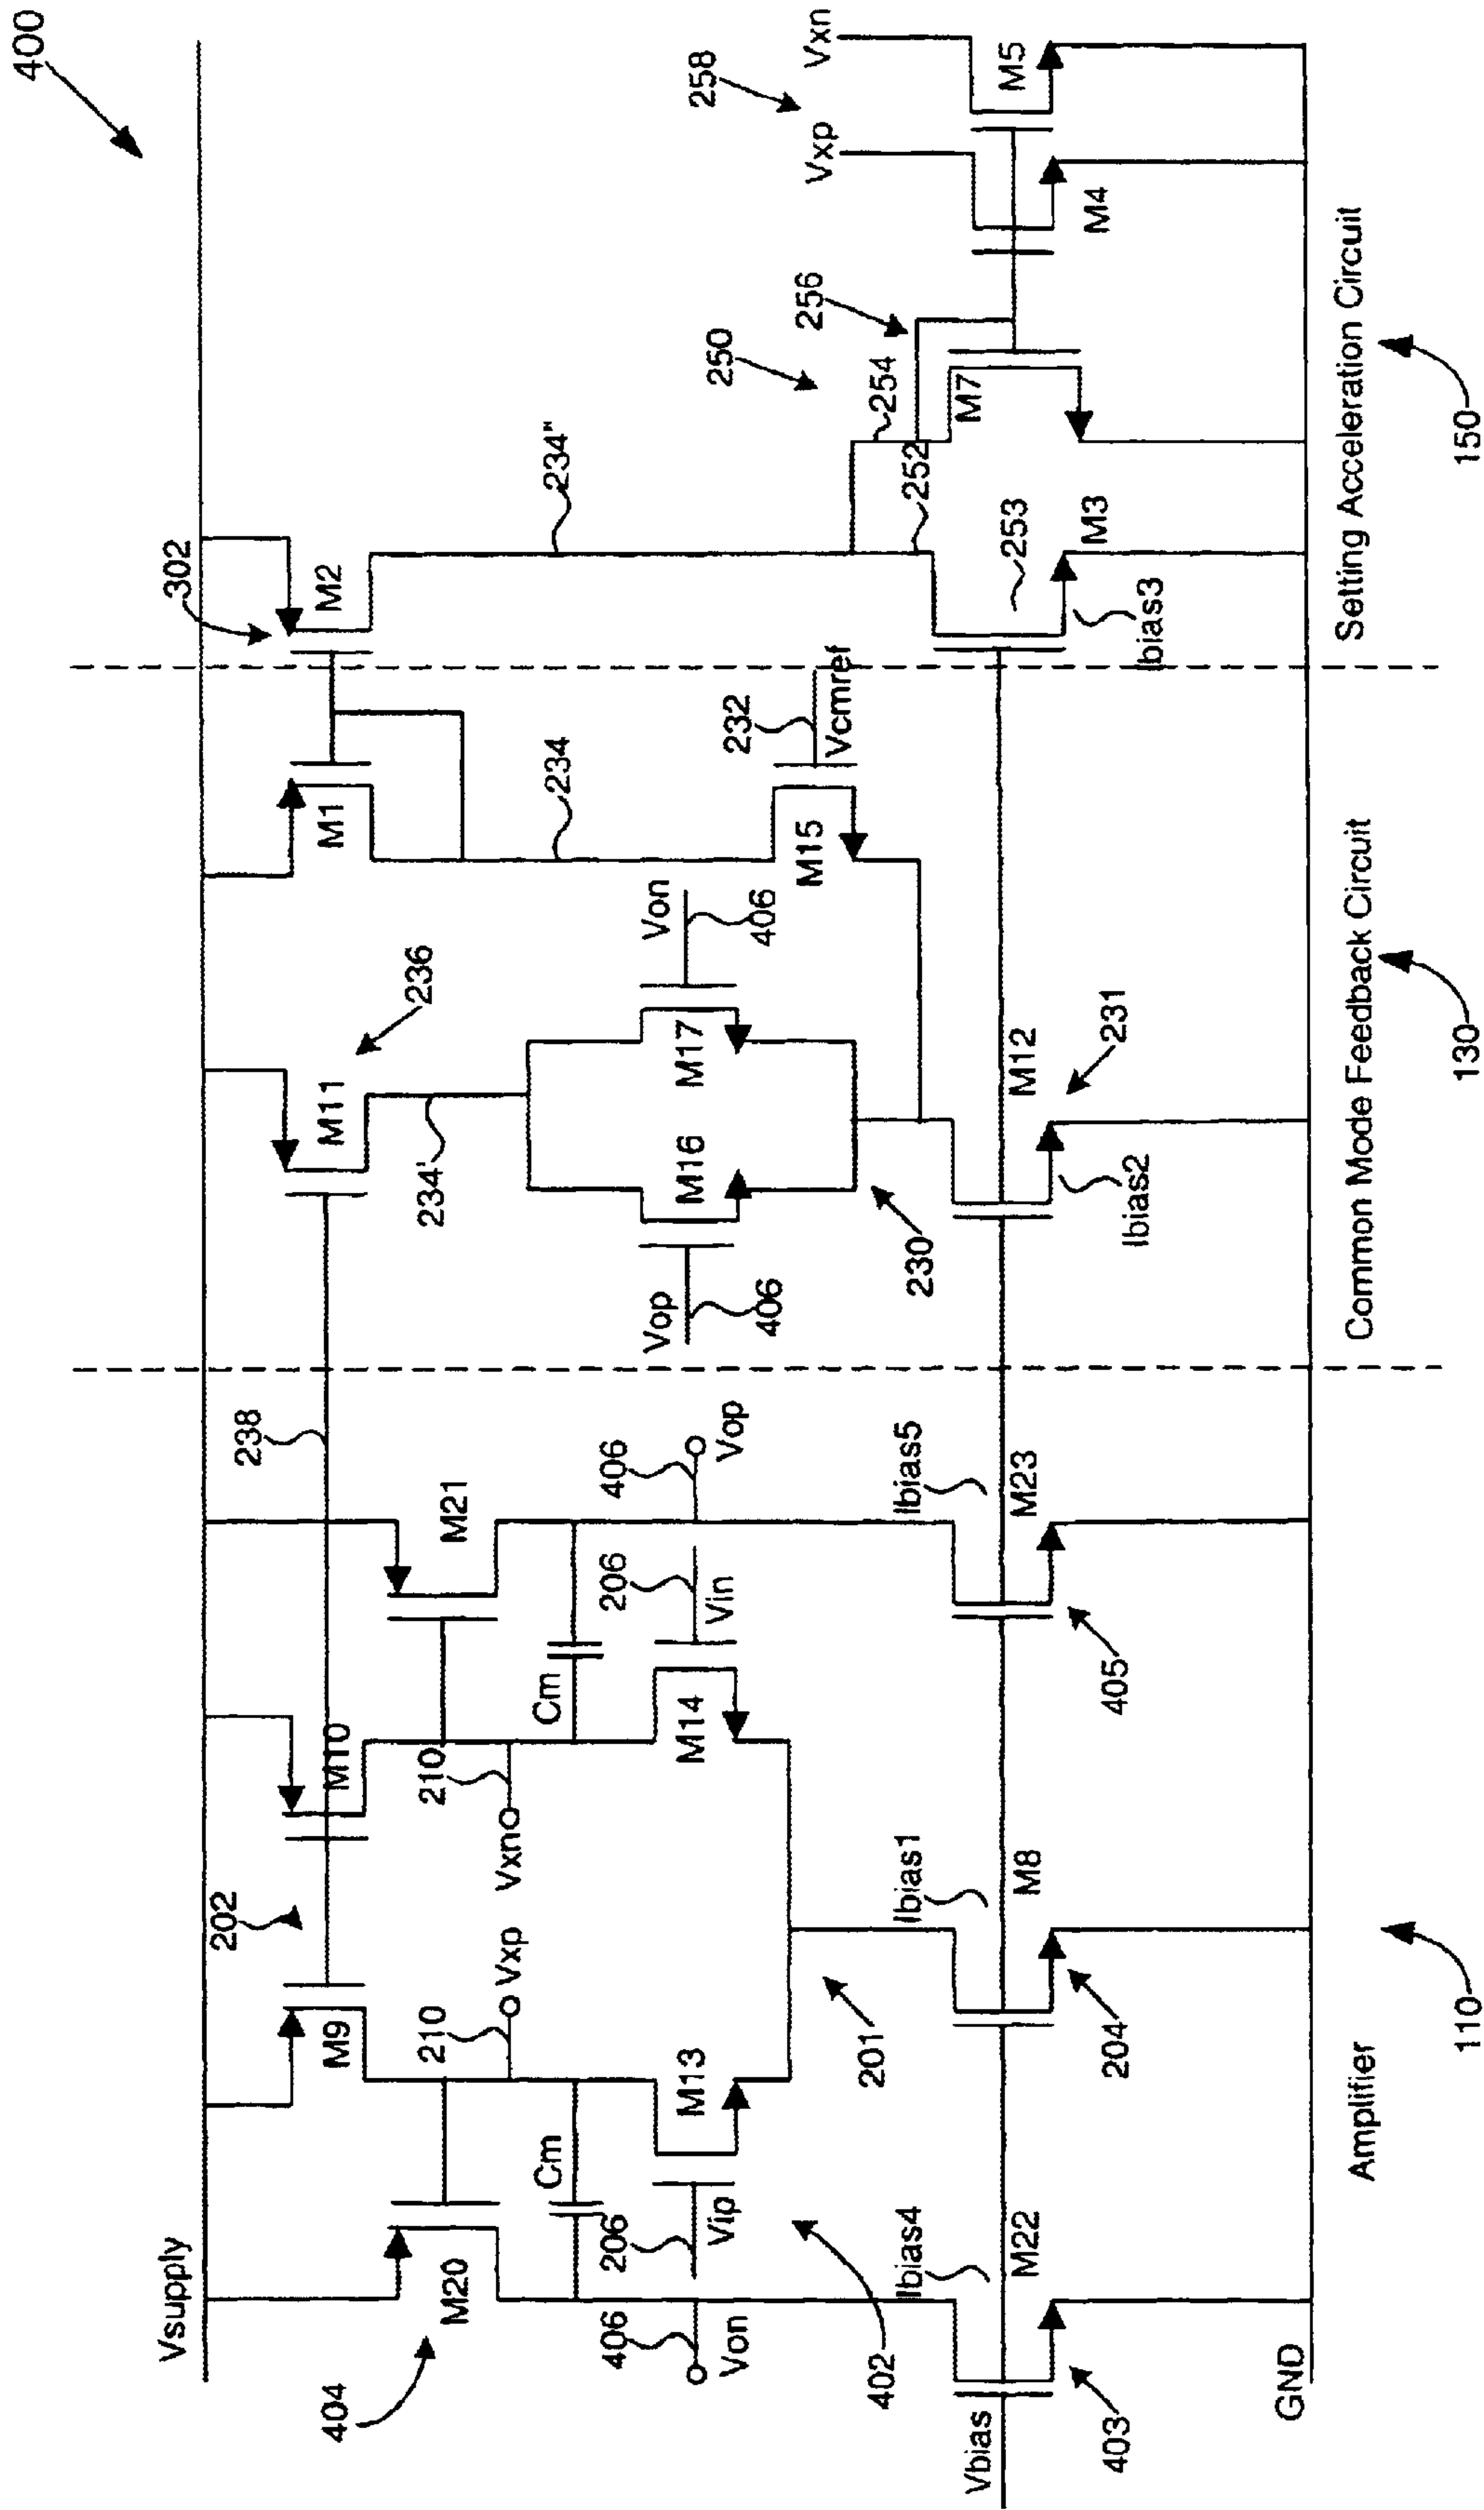 400
Vsupply
404
M20
M9
202
M10
238
M21
M11
236
M1
302
M2
Von
406
Cm
206
Vip
402
210
Vxp
M13
201
Vxn
210
Cm
M14
206
Vin
406
Vop
234'
Vop
406
M16
M17
230
Von
406
234
M15
232
Vcmref
234"
250
254
252
256
M7
258
Vxp
Vxn
Vbias
403
Ibias4
M22
204
Ibias1
M8
405
Ibias5
M23
Ibias2
M12
231
Ibias3
253
M3
M4
M5
GND
Amplifier
110
Common Mode Feedback Circuit
130
Setting Acceleration Circuit
150